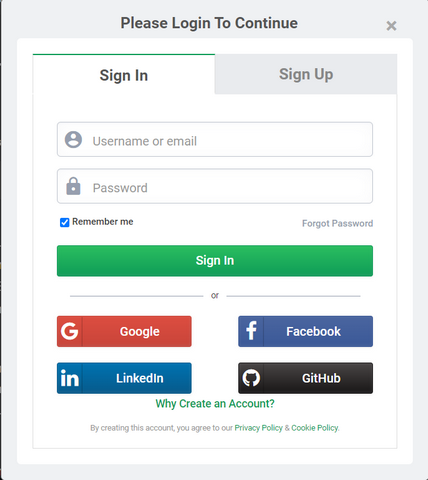 Please Login To Continue
×
Sign In
Sign Up
Username or email
Password
Remember me
Forgot Password
Sign In
or
Google
Facebook
LinkedIn
GitHub
Why Create an Account?
By creating this account, you agree to our Privacy Policy & Cookie Policy.